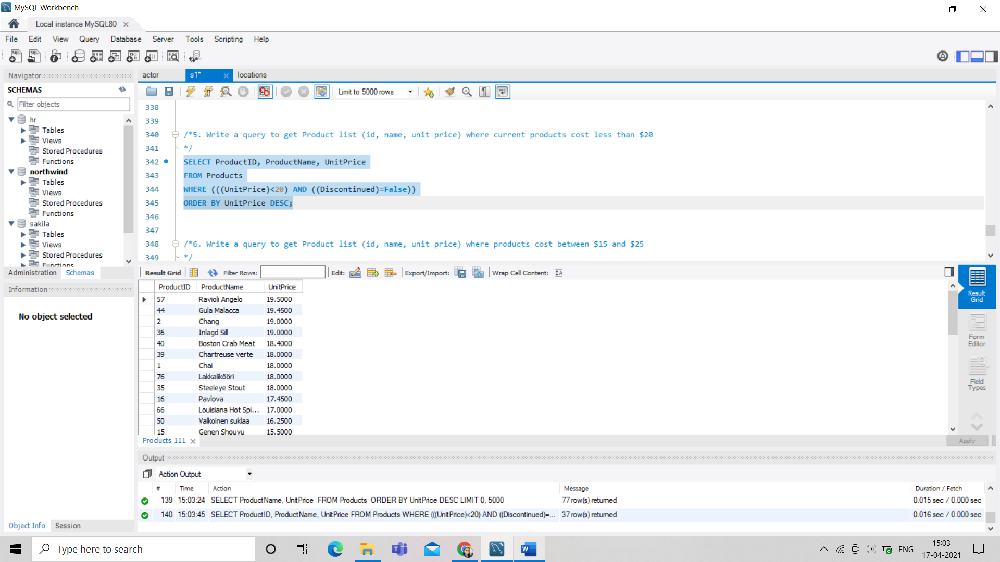 MySQL Workbench
Local instance MySQL80
File Edit View Query Database Server Tools Scripting Help
Navigator
SCHEMAS
Filter objects
hr
Tables
Views
Stored Procedures
Functions
northwind
Tables
Views
Stored Procedures
Functions
sakila
Tables
Views
Stored Procedures
Functions
Administration Schemas
Information
No object selected
Object Info Session
actor s1* locations
Limit to 5000 rows
338
339
340 /*5. Write a query to get Product list (id, name, unit price) where current products cost less than $20
341 */
342 SELECT ProductID, ProductName, UnitPrice
343 FROM Products
344 WHERE (((UnitPrice)<20) AND ((Discontinued)=False))
345 ORDER BY UnitPrice DESC;
346
347
348 /*6. Write a query to get Product list (id, name, unit price) where products cost between $15 and $25
349 */
Result Grid Filter Rows: Edit: Export/Import: Wrap Cell Content:
ProductID ProductName UnitPrice
57 Ravioli Angelo 19.5000
44 Gula Malacca 19.4500
2 Chang 19.0000
36 Inlagd Sill 19.0000
40 Boston Crab Meat 18.4000
39 Chartreuse verte 18.0000
1 Chai 18.0000
76 Lakkalikööri 18.0000
35 Steeleye Stout 18.0000
16 Pavlova 17.4500
66 Louisiana Hot Spi... 17.0000
50 Valkoinen suklaa 16.2500
15 Genen Shouyu 15.5000
Result
Grid
Form
Editor
Field
Types
Products 111
Apply
Output
Action Output
# Time Action Message Duration / Fetch
139 15:03:24 SELECT ProductName, UnitPrice FROM Products ORDER BY UnitPrice DESC LIMIT 0, 5000 77 row(s) returned 0.015 sec / 0.000 sec
140 15:03:45 SELECT ProductID, ProductName, UnitPrice FROM Products WHERE (((UnitPrice)<20) AND ((Discontinued)=... 37 row(s) returned 0.016 sec / 0.000 sec
Type here to search
ENG
15:03
17-04-2021